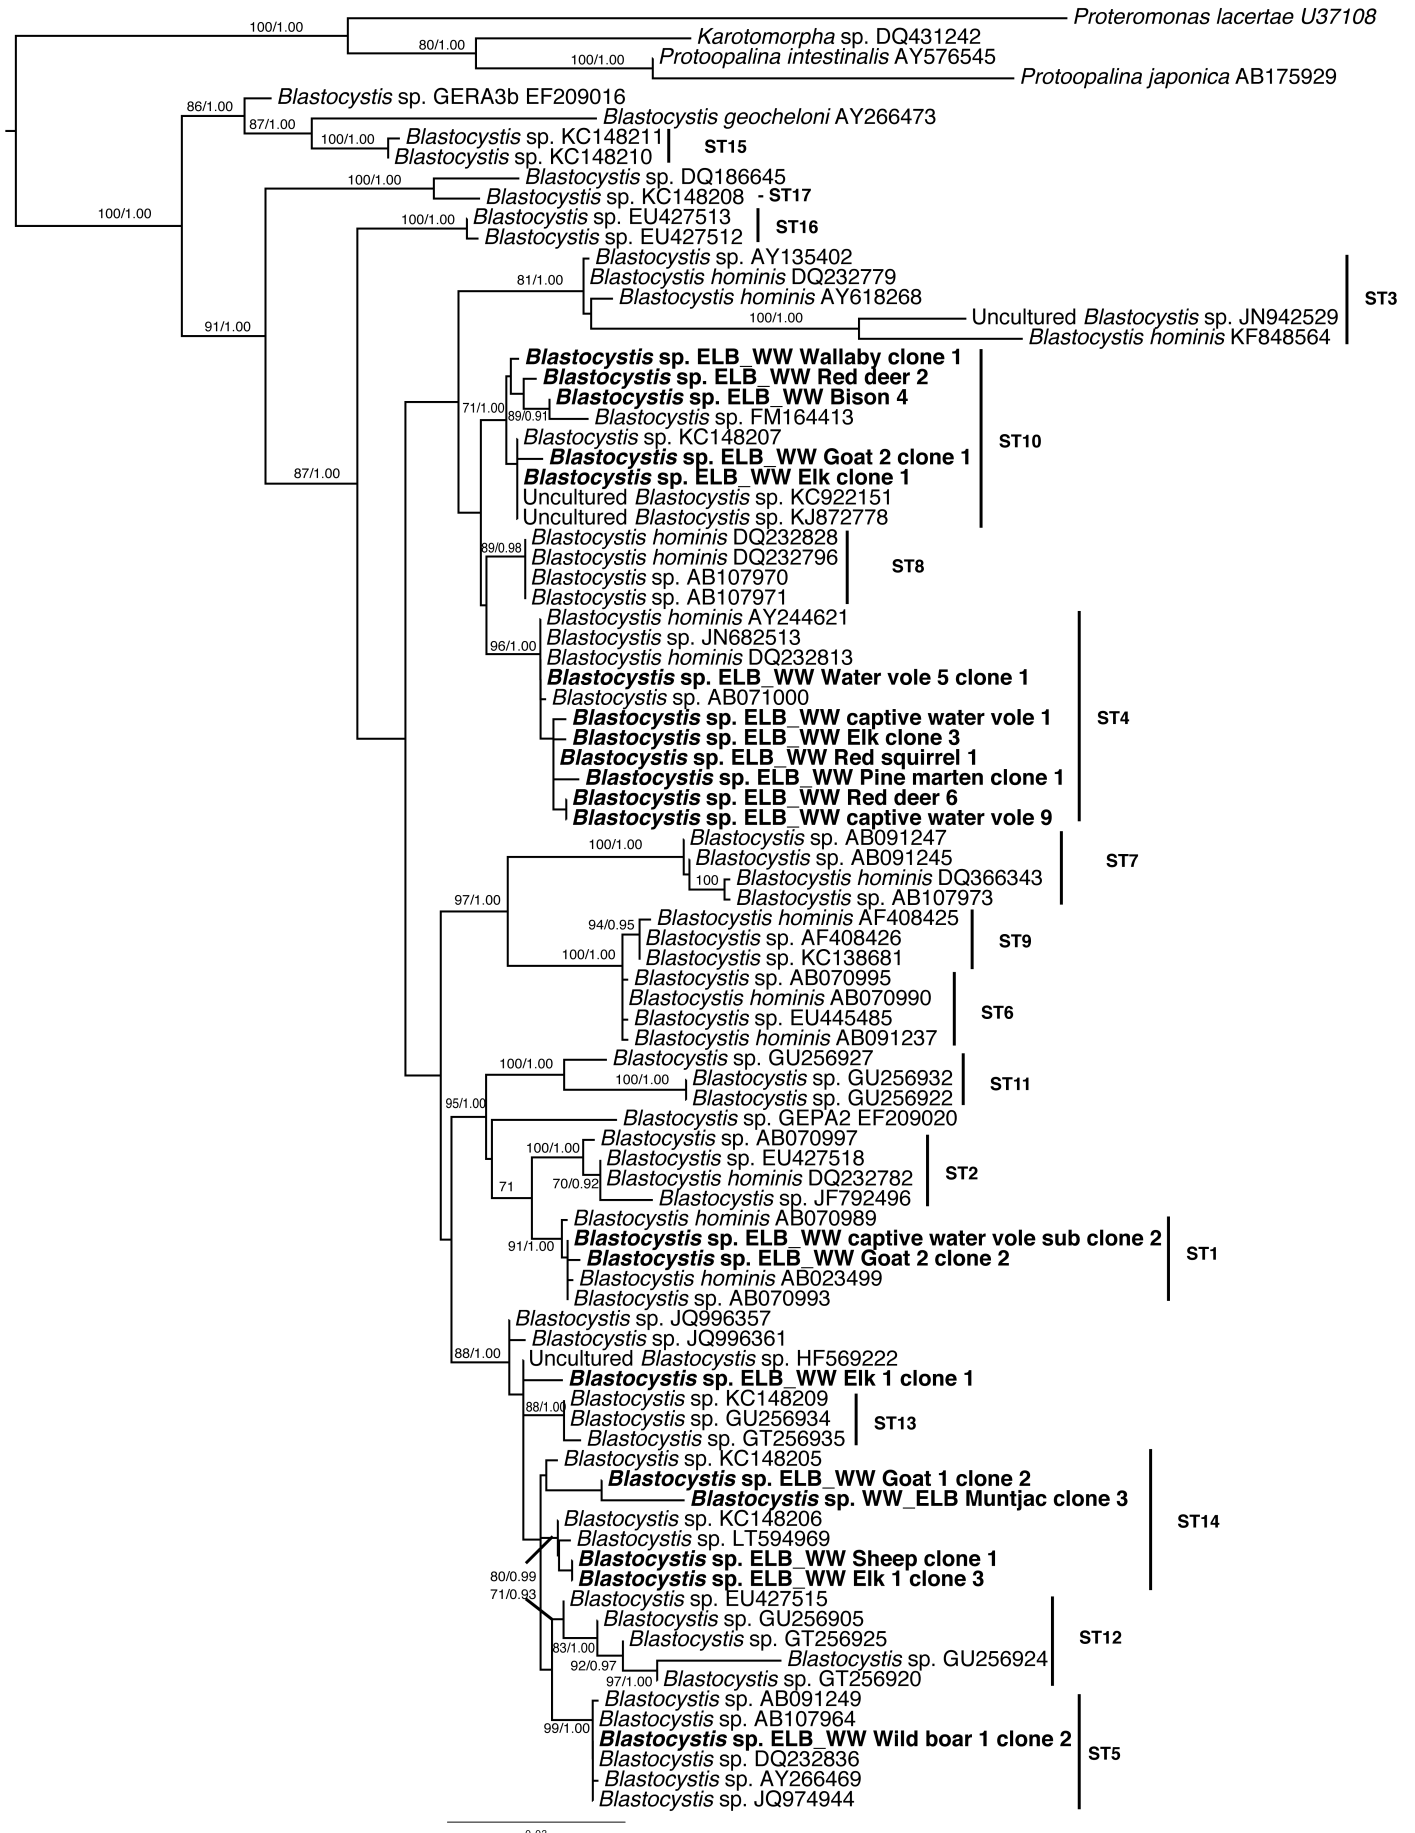 Proteromonas lacertae U37108
100/1.00
Karotomorpha sp. DQ431242
80/1.00
Protoopalina intestinalis AY576545
100/1.00
Protoopalina japonica AB175929
Blastocystis sp. GERA3b EF209016
86/1.00
Blastocystis geocheloni AY266473
87/1.00
Blastocystis sp. KC148211
100/1.00
ST15
Blastocystis sp. KC148210
Blastocystis sp. DQ186645
100/1.00
Blastocystis sp. KC148208 - ST17
100/1.00
Blastocystis sp. EU427513
100/1.00
ST16
Blastocystis sp. EU427512
Blastocystis sp. AY135402
81/1.00
Blastocystis hominis DQ232779
Blastocystis hominis AY618268
ST3
Uncultured Blastocystis sp. JN942529
100/1.00
91/1.00
Blastocystis hominis KF848564
Blastocystis sp. ELB_WW Wallaby clone 1
Blastocystis sp. ELB_WW Red deer 2
Blastocystis sp. ELB_WW Bison 4
71/1.00
89/0.91
Blastocystis sp. FM164413
Blastocystis sp. KC148207
ST10
Blastocystis sp. ELB_WW Goat 2 clone 1
87/1.00
Blastocystis sp. ELB_WW Elk clone 1
Uncultured Blastocystis sp. KC922151
Uncultured Blastocystis sp. KJ872778
Blastocystis hominis DQ232828
89/0.98
Blastocystis hominis DQ232796
ST8
Blastocystis sp. AB107970
Blastocystis sp. AB107971
Blastocystis hominis AY244621
Blastocystis sp. JN682513
96/1.00
Blastocystis hominis DQ232813
Blastocystis sp. ELB_WW Water vole 5 clone 1
Blastocystis sp. AB071000
Blastocystis sp. ELB_WW captive water vole 1
ST4
Blastocystis sp. ELB_WW Elk clone 3
Blastocystis sp. ELB_WW Red squirrel 1
Blastocystis sp. ELB_WW Pine marten clone 1
Blastocystis sp. ELB_WW Red deer 6
Blastocystis sp. ELB_WW captive water vole 9
Blastocystis sp. AB091247
100/1.00
Blastocystis sp. AB091245
ST7
100
Blastocystis hominis DQ366343
97/1.00
Blastocystis sp. AB107973
Blastocystis hominis AF408425
94/0.95
Blastocystis sp. AF408426
ST9
100/1.00
Blastocystis sp. KC138681
Blastocystis sp. AB070995
Blastocystis hominis AB070990
ST6
Blastocystis sp. EU445485
Blastocystis hominis AB091237
Blastocystis sp. GU256927
100/1.00
100/1.00
Blastocystis sp. GU256932
ST11
Blastocystis sp. GU256922
95/1.00
Blastocystis sp. GEPA2 EF209020
Blastocystis sp. AB070997
100/1.00
Blastocystis sp. EU427518
ST2
Blastocystis hominis DQ232782
71
70/0.92
Blastocystis sp. JF792496
Blastocystis hominis AB070989
Blastocystis sp. ELB_WW captive water vole sub clone 2
91/1.00
ST1
Blastocystis sp. ELB_WW Goat 2 clone 2
Blastocystis hominis AB023499
Blastocystis sp. AB070993
Blastocystis sp. JQ996357
Blastocystis sp. JQ996361
88/1.00
Uncultured Blastocystis sp. HF569222
Blastocystis sp. ELB_WW Elk 1 clone 1
Blastocystis sp. KC148209
88/1.00
Blastocystis sp. GU256934
ST13
Blastocystis sp. GT256935
Blastocystis sp. KC148205
Blastocystis sp. ELB_WW Goat 1 clone 2
Blastocystis sp. WW_ELB Muntjac clone 3
Blastocystis sp. KC148206
ST14
Blastocystis sp. LT594969
Blastocystis sp. ELB_WW Sheep clone 1
80/0.99
Blastocystis sp. ELB_WW Elk 1 clone 3
71/0.93
Blastocystis sp. EU427515
Blastocystis sp. GU256905
Blastocystis sp. GT256925
ST12
83/1.00
Blastocystis sp. GU256924
92/0.97
Blastocystis sp. GT256920
97/1.00
Blastocystis sp. AB091249
Blastocystis sp. AB107964
99/1.00
Blastocystis sp. ELB_WW Wild boar 1 clone 2
ST5
Blastocystis sp. DQ232836
Blastocystis sp. AY266469
Blastocystis sp. JQ974944